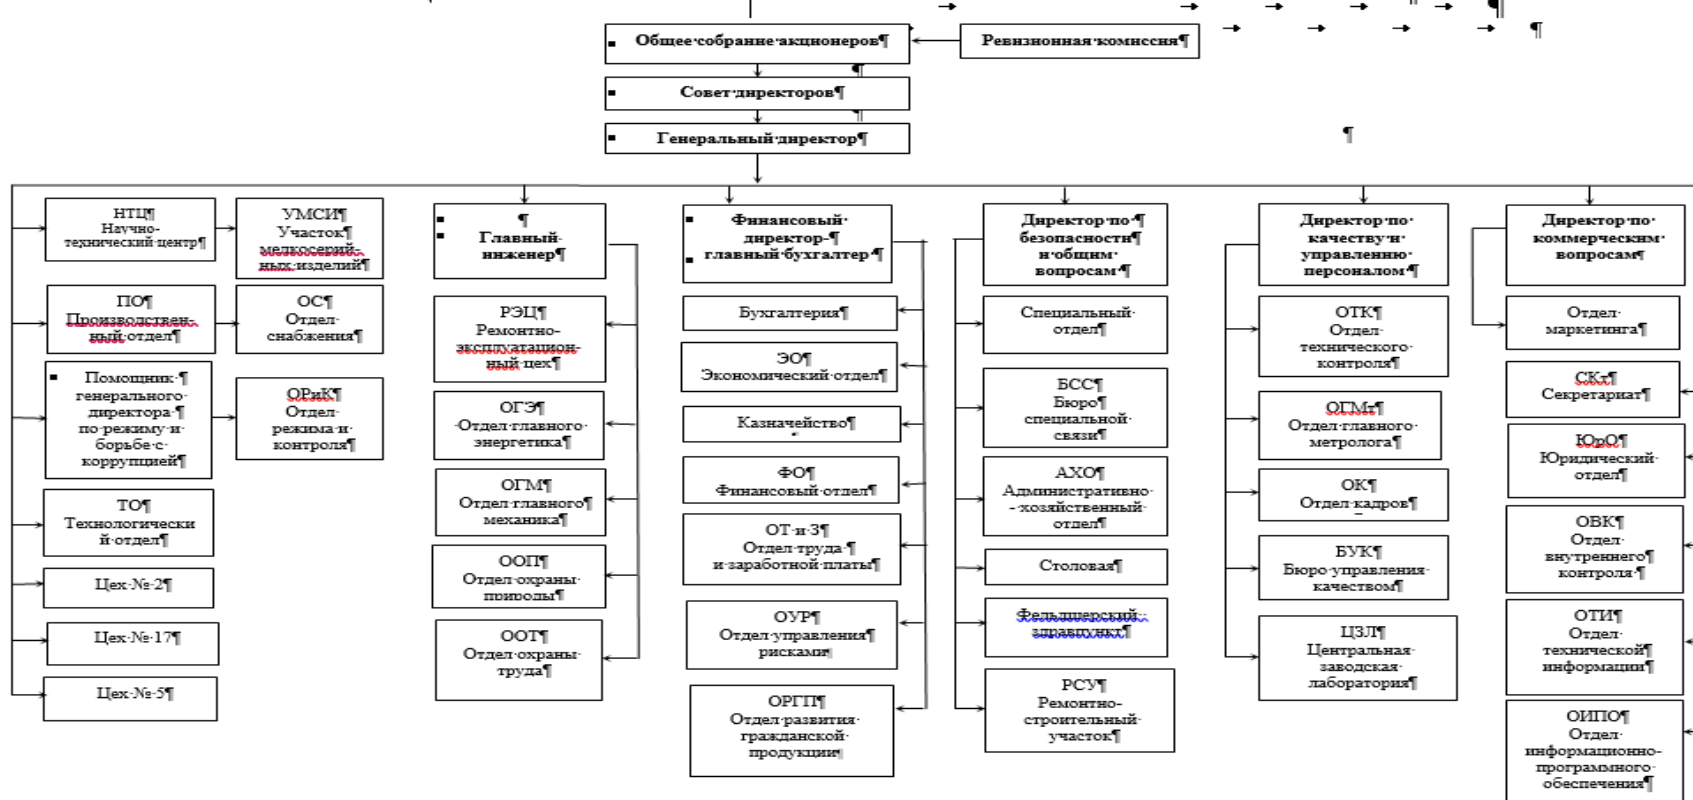 Общее собрание акционеров
Ревизионная комиссия
Совет директоров
Генеральный директор
НТЦ
Научно-
технический центр
УМСИ
Участок
мелкосерий-
ных изделий
ПО
Производствен-
ный отдел
ОС
Отдел
снабжения
Помощник
генерального
директора
по режиму и
борьбе с
коррупцией
ОРиК
Отдел
режима и
контроля
ТО
Технологически
й отдел
Цех № 2
Цех № 17
Цех № 5
Главный
инженер
РЭЦ
Ремонтно-
эксплуатацион-
ный цех
ОГЭ
Отдел главного
энергетика
ОГМ
Отдел главного
механика
ООП
Отдел охраны
природы
ООТ
Отдел охраны
труда
Финансовый
директор-
главный бухгалтер
Бухгалтерия
ЭО
Экономический отдел
Казначейство
ФО
Финансовый отдел
ОТ и З
Отдел труда
и заработной платы
ОУР
Отдел управления
рисками
ОРГП
Отдел развития
гражданской
продукции
Директор по
безопасности
и общим
вопросам
Специальный
отдел
БСС
Бюро
специальной
связи
АХО
Административно
- хозяйственный
отдел
Столовая
Фельдшерский
здравпункт
РСУ
Ремонтно-
строительный
участок
Директор по
качеству и
управлению
персоналом
ОТК
Отдел
технического
контроля
ОГМт
Отдел главного
метролога
ОК
Отдел кадров
БУК
Бюро управления
качеством
ЦЗЛ
Центральная
заводская
лаборатория
Директор по
коммерческим
вопросам
Отдел
маркетинга
СКт
Секретариат
ЮрО
Юридический
отдел
ОВК
Отдел
внутреннего
контроля
ОТИ
Отдел
технической
информации
ОИПО
Отдел
информационно-
программного
обеспечения